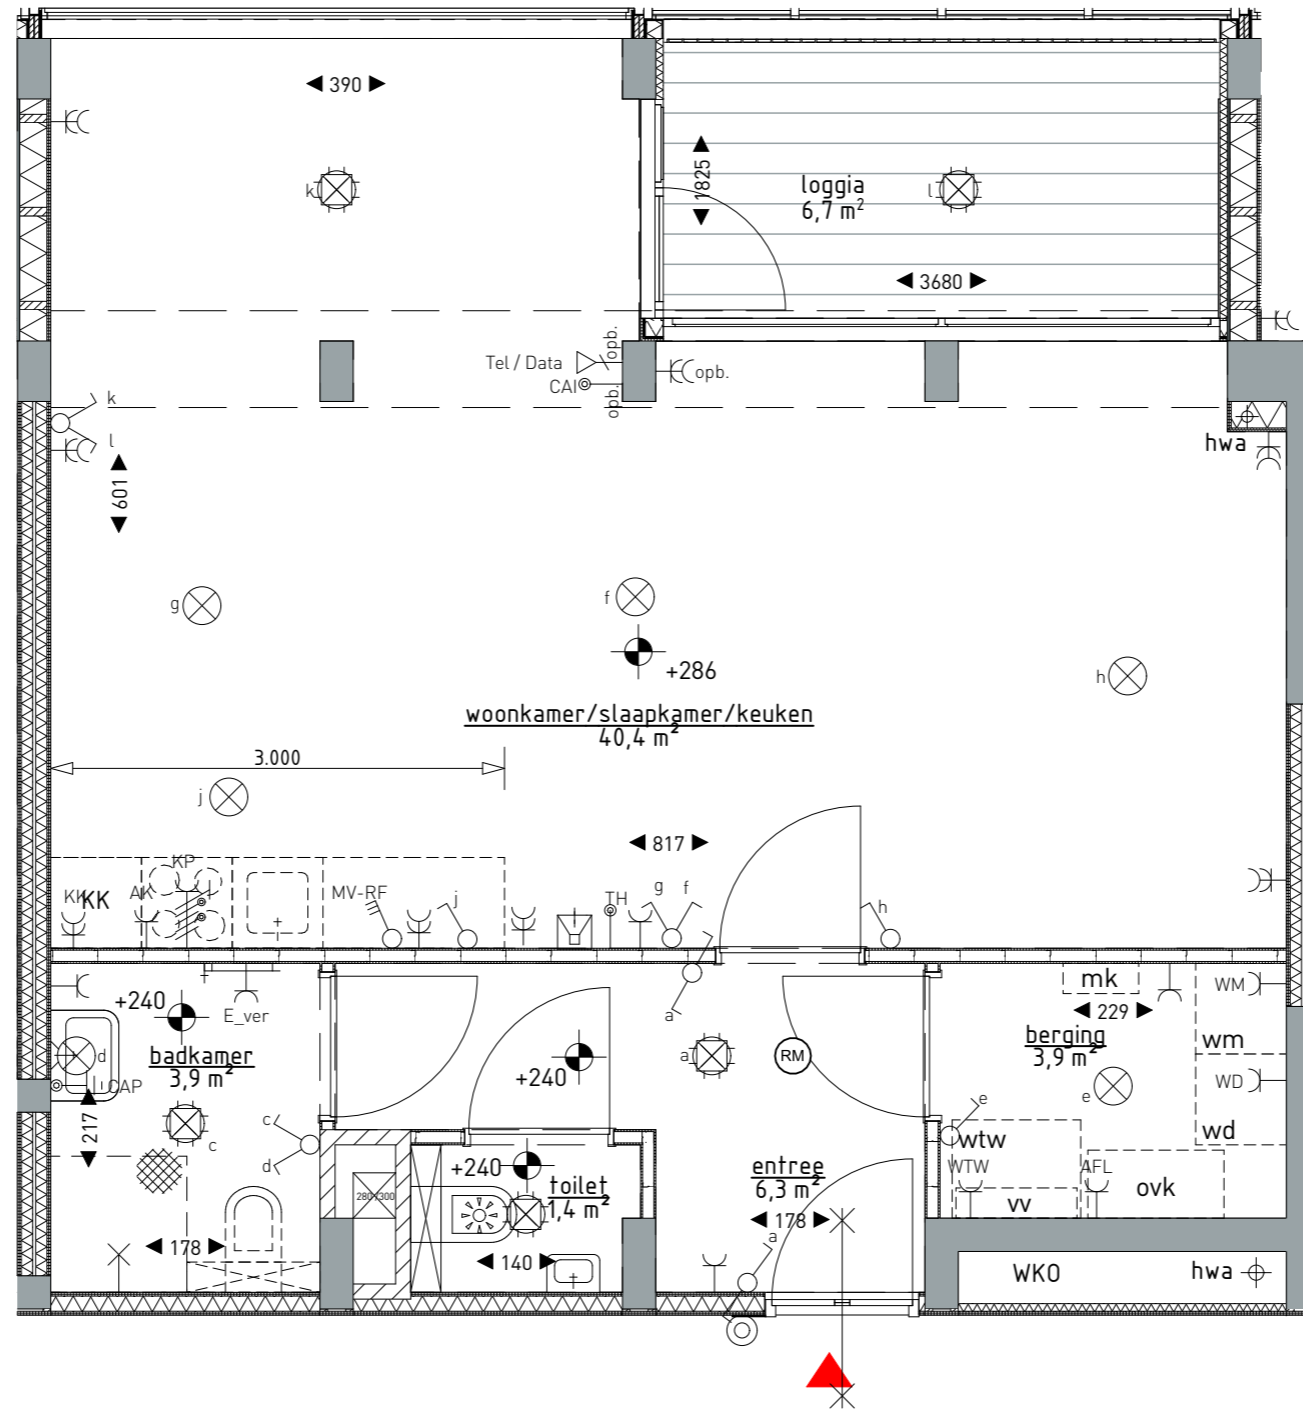 390
k
1825
loggia
6,7 m²
l
3680
Tel / Data
opb.
CAI
opb.
opb.
k
l
601
hwa
g
f
+286
h
woonkamer/slaapkamer/keuken
40,4 m²
3.000
j
817
KK
KK
AK
KP
MV-RF
j
TH
g
f
h
a
+240
E_ver
badkamer
3,9 m²
d
CAP
217
c
c
d
178
+240
a
RM
+240
toilet
1,4 m²
280x300
140
entree
6,3 m²
178
a
mk
229
berging
3,9 m²
WM
wm
WD
wd
e
e
wtw
WTW
AFL
vv
ovk
WKO
hwa